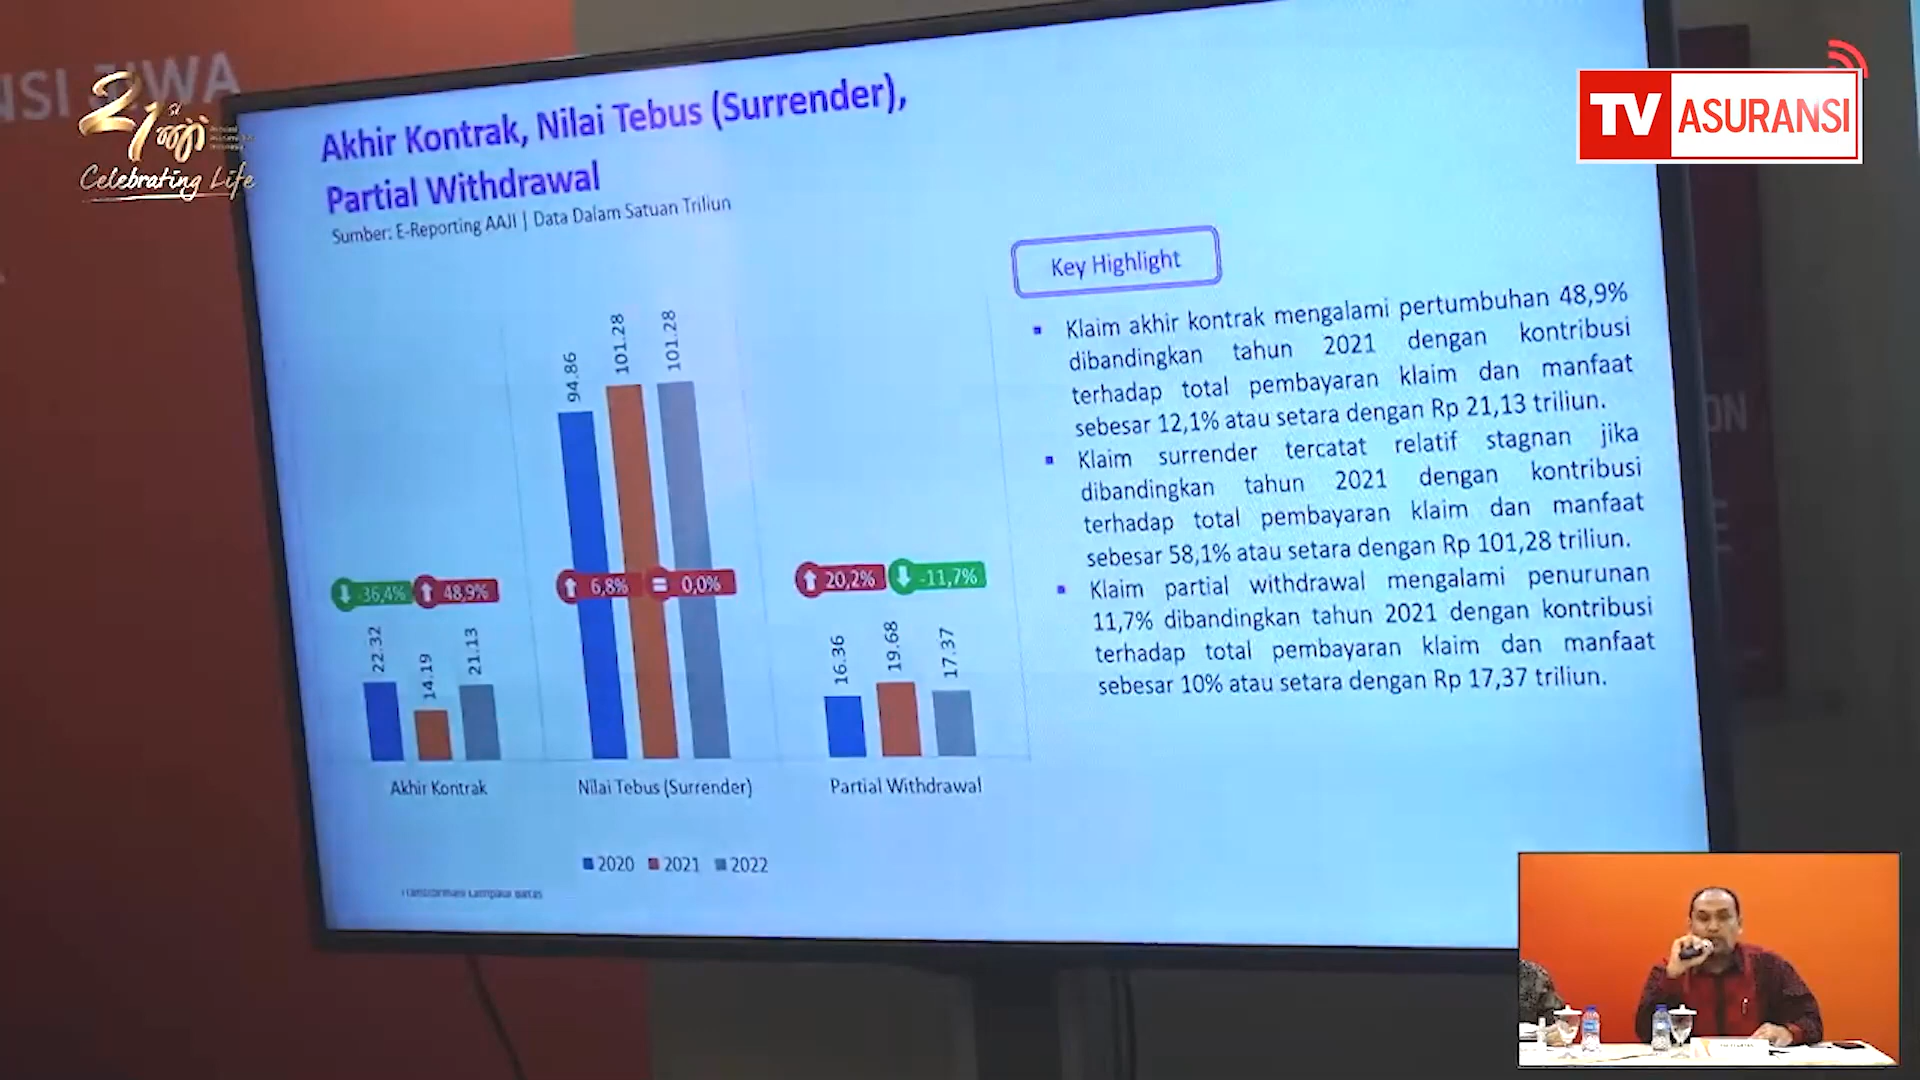 NSI JIWA
21st
Celebrating Life
TV ASURANSI
Akhir Kontrak, Nilai Tebus (Surrender),
Partial Withdrawal
Sumber: E-Reporting AAJI | Data Dalam Satuan Triliun
Key Highlight
▪ Klaim akhir kontrak mengalami pertumbuhan 48,9%
dibandingkan tahun 2021 dengan kontribusi
terhadap total pembayaran klaim dan manfaat
sebesar 12,1% atau setara dengan Rp 21,13 triliun.
▪ Klaim surrender tercatat relatif stagnan jika
dibandingkan tahun 2021 dengan kontribusi
terhadap total pembayaran klaim dan manfaat
sebesar 58,1% atau setara dengan Rp 101,28 triliun.
▪ Klaim partial withdrawal mengalami penurunan
11,7% dibandingkan tahun 2021 dengan kontribusi
terhadap total pembayaran klaim dan manfaat
sebesar 10% atau setara dengan Rp 17,37 triliun.
94.86 101.28 101.28
-36,4% 48,9% 6,8% 0,0% 20,2% -11,7%
22.32 14.19 21.13 16.36 19.68 17.37
Akhir Kontrak Nilai Tebus (Surrender) Partial Withdrawal
2020 2021 2022
ON